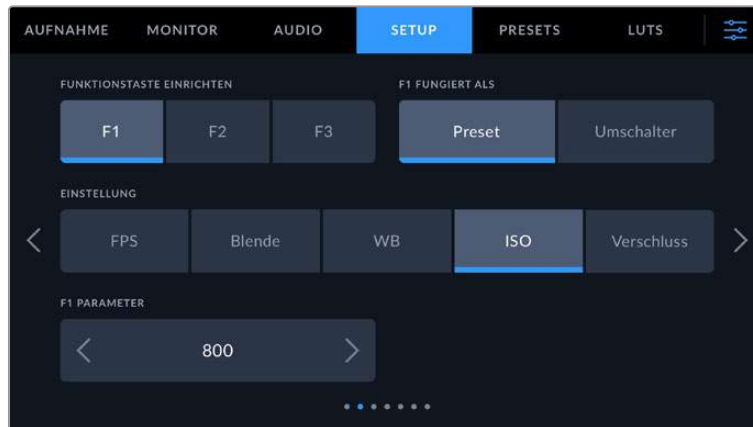 AUFNAHME MONITOR AUDIO SETUP PRESETS LUTS
FUNKTIONSTASTE EINRICHTEN F1 FUNGIERT ALS
F1 F2 F3 Preset Umschalter
EINSTELLUNG
FPS Blende WB ISO Verschluss
F1 PARAMETER
800